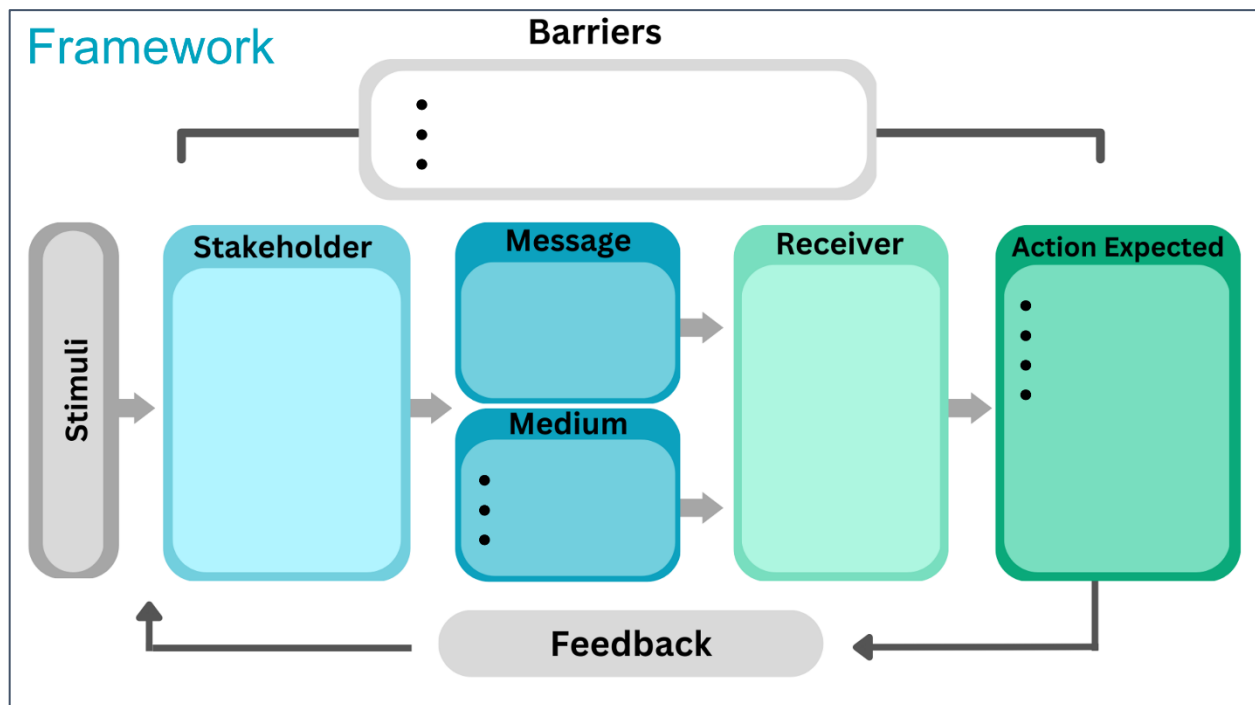 Framework
Barriers
•
•
•
Stimuli
Stakeholder
Message
Medium
•
•
•
Receiver
Action Expected
•
•
•
•
Feedback